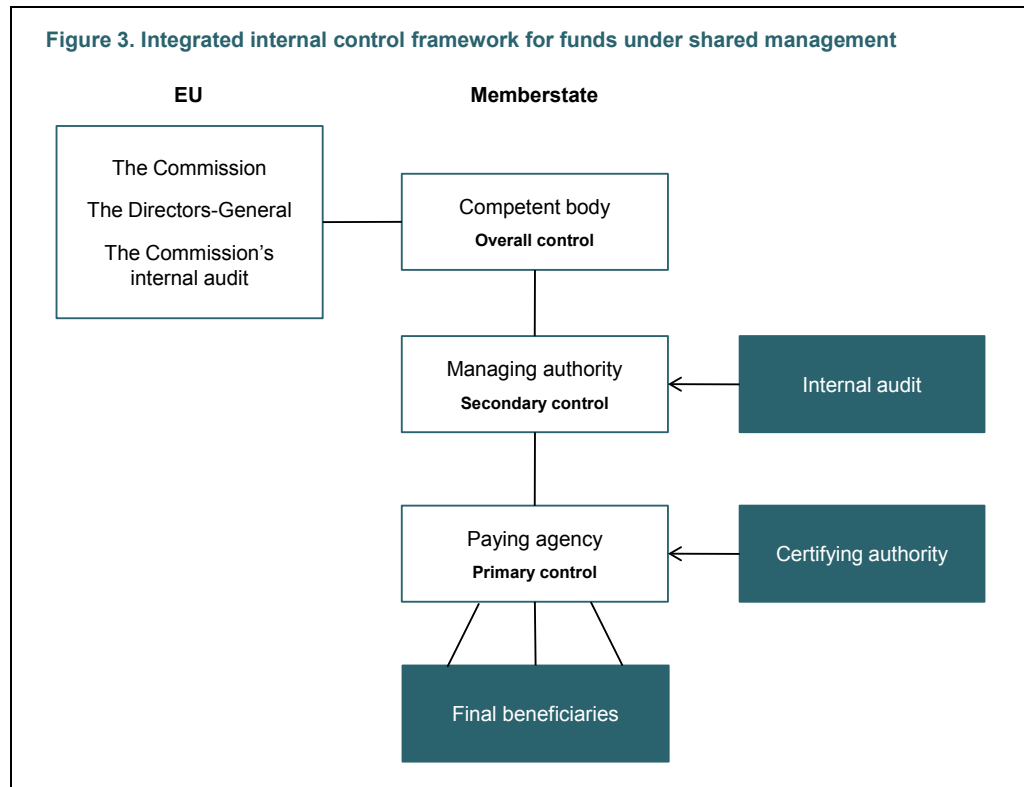 Figure 3. Integrated internal control framework for funds under shared management
EU
Memberstate
The Commission
The Directors-General
The Commission's
internal audit
Competent body
Overall control
Managing authority
Secondary control
Internal audit
Paying agency
Primary control
Certifying authority
Final beneficiaries